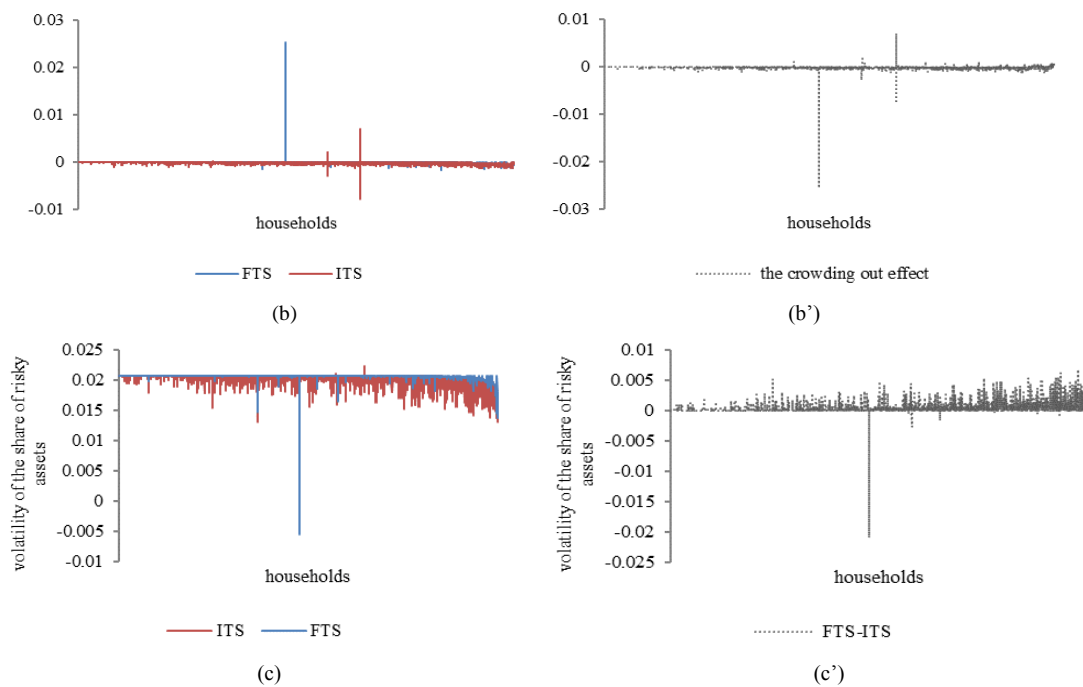 0.03
0.02
0.01
0
-0.01
households
FTS ITS
(b)
0.01
0
-0.01
-0.02
-0.03
households
the crowding out effect
(b’)
volatility of the share of risky
assets
0.025
0.02
0.015
0.01
0.005
0
-0.005
-0.01
households
ITS FTS
(c)
volatility of the share of risky
assets
0.01
0.005
0
-0.005
-0.01
-0.015
-0.02
-0.025
households
FTS-ITS
(c’)